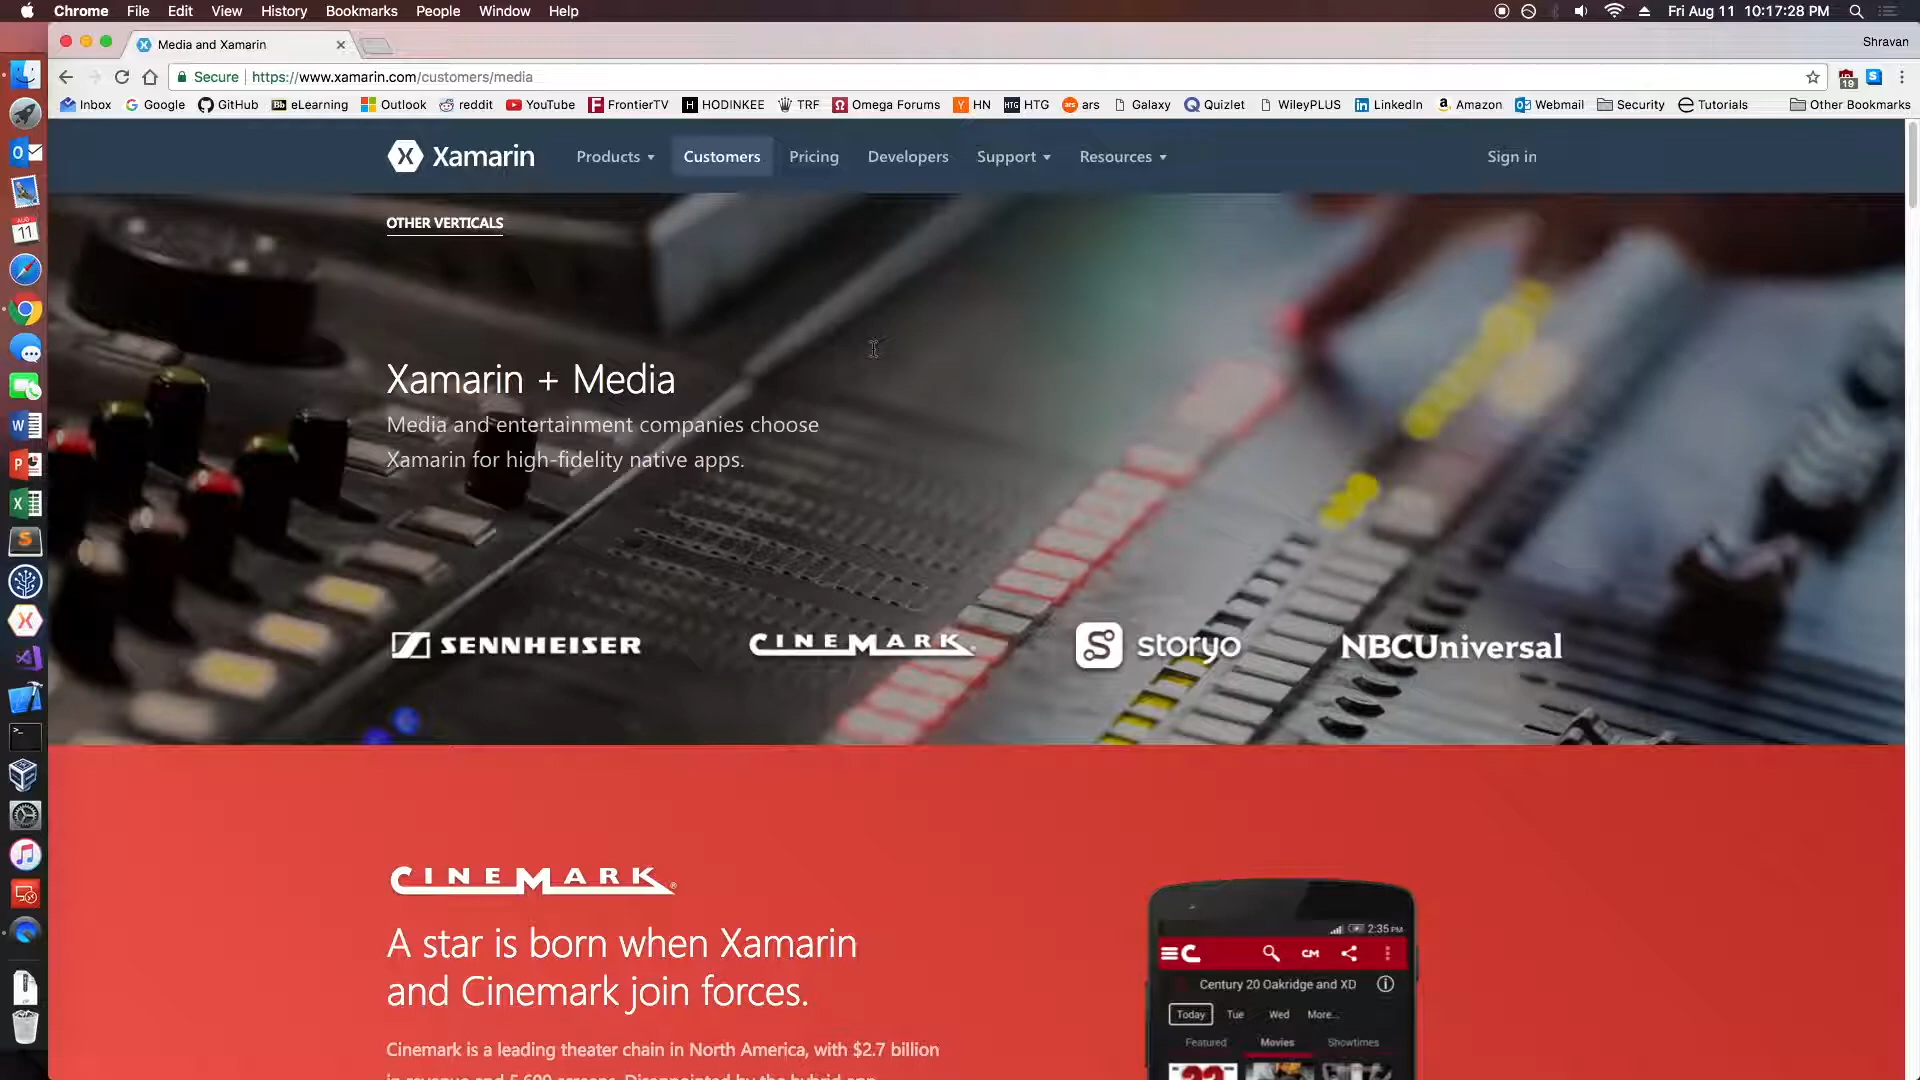 Chrome File Edit View History Bookmarks People Window Help Fri Aug 11 10:17:28 PM
Media and Xamarin Shravan
Secure https://www.xamarin.com/customers/media 19
Inbox Google GitHub Bb eLearning Outlook reddit YouTube F FrontierTV H HODINKEE TRF Ω Omega Forums Y HN HTG HTG ars ars Galaxy Quizlet WileyPLUS LinkedIn Amazon Webmail Security Tutorials Other Bookmarks
X Xamarin Products Customers Pricing Developers Support Resources Sign in
OTHER VERTICALS
Xamarin + Media
Media and entertainment companies choose
Xamarin for high-fidelity native apps.
SENNHEISER CINEMARK storyo NBCUniversal
CINEMARK
A star is born when Xamarin
and Cinemark join forces.
Cinemark is a leading theater chain in North America, with $2.7 billion
2:35 PM
CM
Century 20 Oakridge and XD
Today Tue Wed More...
Featured Movies Showtimes